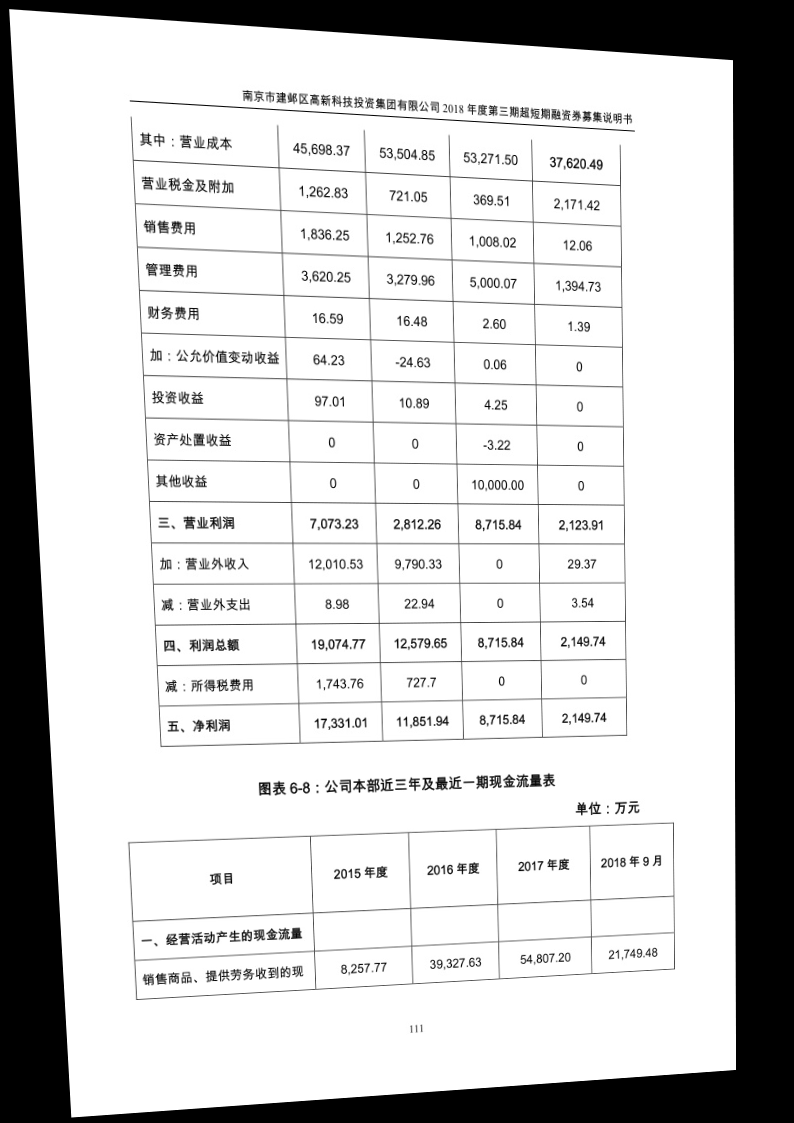 南京市建邺区高新科技投资集团有限公司 2018 年度第三期超短期融资券募集说明书
其中：营业成本 45,698.37 53,504.85 53,271.50 37,620.49
营业税金及附加 1,262.83 721.05 369.51 2,171.42
销售费用 1,836.25 1,252.76 1,008.02 12.06
管理费用 3,620.25 3,279.96 5,000.07 1,394.73
财务费用 16.59 16.48 2.60 1.39
加：公允价值变动收益 64.23 -24.63 0.06 0
投资收益 97.01 10.89 4.25 0
资产处置收益 0 0 -3.22 0
其他收益 0 0 10,000.00 0
三、营业利润 7,073.23 2,812.26 8,715.84 2,123.91
加：营业外收入 12,010.53 9,790.33 0 29.37
减：营业外支出 8.98 22.94 0 3.54
四、利润总额 19,074.77 12,579.65 8,715.84 2,149.74
减：所得税费用 1,743.76 727.7 0 0
五、净利润 17,331.01 11,851.94 8,715.84 2,149.74
图表 6-8：公司本部近三年及最近一期现金流量表
单位：万元
项目 2015 年度 2016 年度 2017 年度 2018 年 9 月
一、经营活动产生的现金流量
销售商品、提供劳务收到的现 8,257.77 39,327.63 54,807.20 21,749.48
111